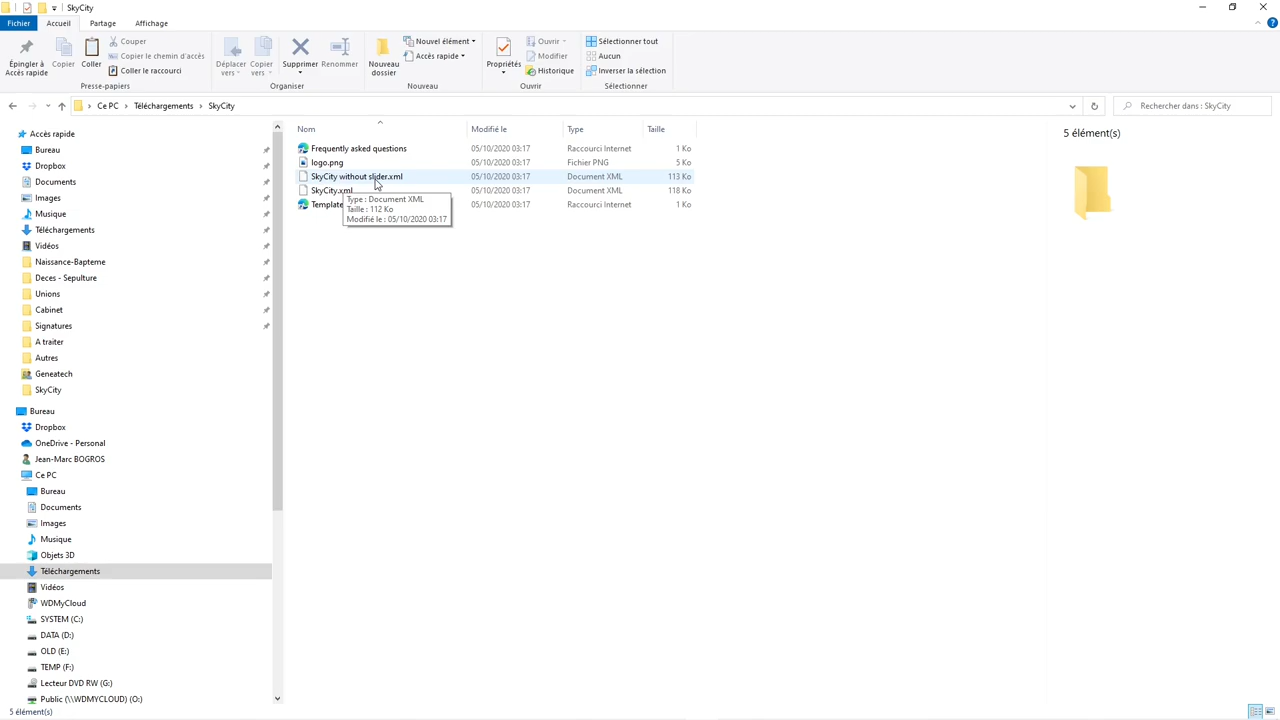 SkyCity
Fichier Accueil Partage Affichage
Épingler à Accès rapide
Copier
Coller
Couper
Copier le chemin d'accès
Coller le raccourci
Presse-papiers
Déplacer vers
Copier vers
Supprimer
Renommer
Organiser
Nouveau dossier
Nouvel élément
Accès rapide
Nouveau
Propriétés
Ouvrir
Modifier
Historique
Ouvrir
Sélectionner tout
Aucun
Inverser la sélection
Sélectionner
Ce PC > Téléchargements > SkyCity
Rechercher dans : SkyCity
Accès rapide
Bureau
Dropbox
Documents
Images
Musique
Téléchargements
Vidéos
Naissance-Bapteme
Deces - Sepulture
Unions
Cabinet
Signatures
A traiter
Autres
Geneatech
SkyCity
Bureau
Dropbox
OneDrive - Personal
Jean-Marc BOGROS
Ce PC
Bureau
Documents
Images
Musique
Objets 3D
Téléchargements
Vidéos
WDMyCloud
SYSTEM (C:)
DATA (D:)
OLD (E:)
TEMP (F:)
Lecteur DVD RW (G:)
Public (\\WDMYCLOUD) (O:)
Nom Modifié le Type Taille
Frequently asked questions 05/10/2020 03:17 Raccourci Internet 1 Ko
logo.png 05/10/2020 03:17 Fichier PNG 5 Ko
SkyCity without slider.xml 05/10/2020 03:17 Document XML 113 Ko
SkyCity.xml 05/10/2020 03:17 Document XML 118 Ko
Template 05/10/2020 03:17 Raccourci Internet 1 Ko
Type : Document XML
Taille : 112 Ko
Modifié le : 05/10/2020 03:17
5 élément(s)
5 élément(s)